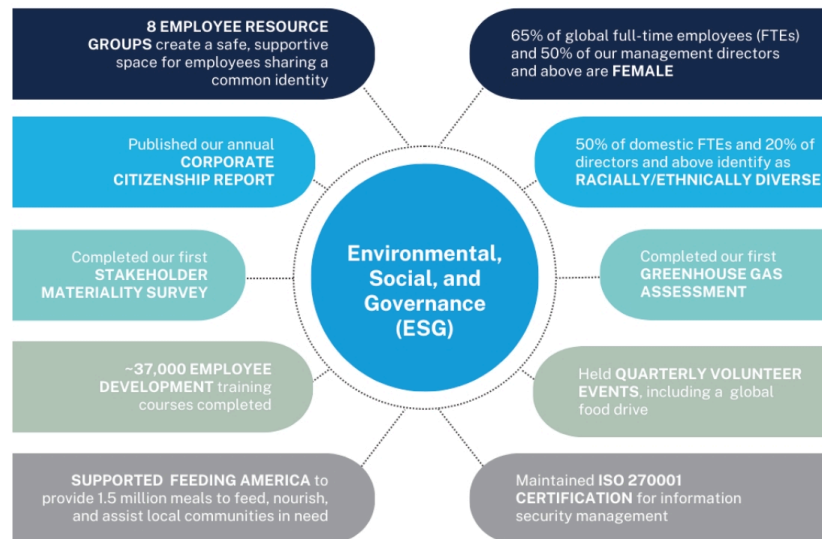 8 EMPLOYEE RESOURCE
GROUPS create a safe, supportive
space for employees sharing a
common identity
65% of global full-time employees (FTEs)
and 50% of our management directors
and above are FEMALE
Published our annual
CORPORATE
CITIZENSHIP REPORT
50% of domestic FTEs and 20% of
directors and above identify as
RACIALLY/ETHNICALLY DIVERSE
Completed our first
STAKEHOLDER
MATERIALITY SURVEY
Environmental,
Social, and
Governance
(ESG)
Completed our first
GREENHOUSE GAS
ASSESSMENT
~37,000 EMPLOYEE
DEVELOPMENT training
courses completed
Held QUARTERLY VOLUNTEER
EVENTS, including a global
food drive
SUPPORTED FEEDING AMERICA to
provide 1.5 million meals to feed, nourish,
and assist local communities in need
Maintained ISO 270001
CERTIFICATION for information
security management